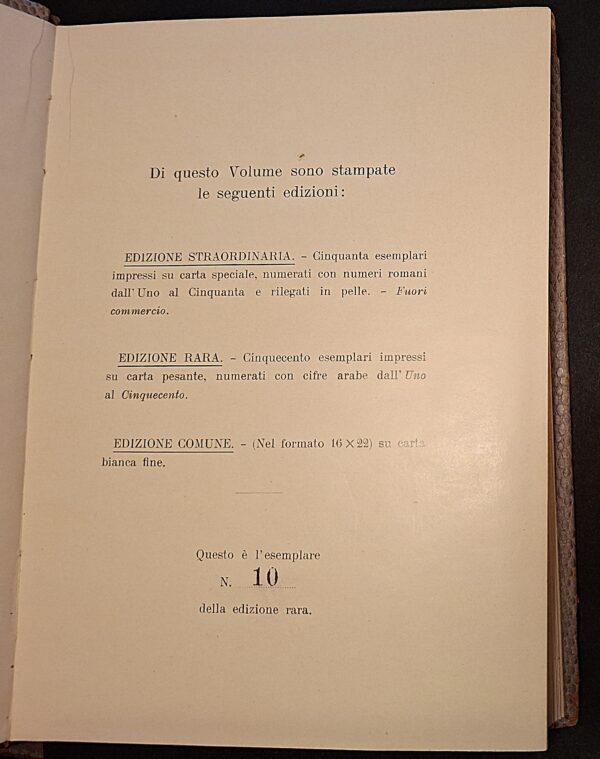 Di questo Volume sono stampate
le seguenti edizioni:
EDIZIONE STRAORDINARIA. - Cinquanta esemplari
impressi su carta speciale, numerati con numeri romani
dall'Uno al Cinquanta e rilegati in pelle. - Fuori
commercio.
EDIZIONE RARA. - Cinquecento esemplari impressi
su carta pesante, numerati con cifre arabe dall'Uno
al Cinquecento.
EDIZIONE COMUNE. - (Nel formato 16×22) su carta
bianca fine.
Questo è l'esemplare
N. 10
della edizione rara.